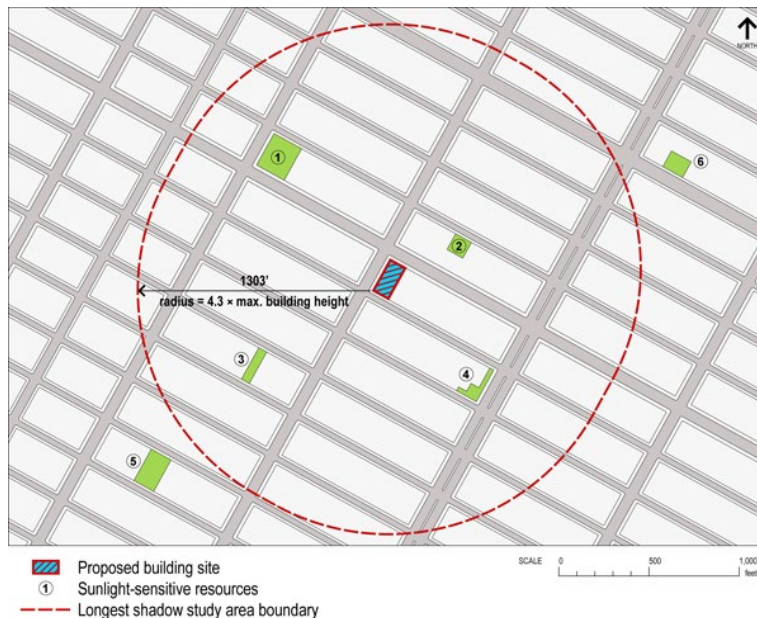 NORTH
1
6
2
1303'
radius = 4.3 × max. building height
3
4
5
Proposed building site
1 Sunlight-sensitive resources
Longest shadow study area boundary
SCALE 0 500 1,000
feet